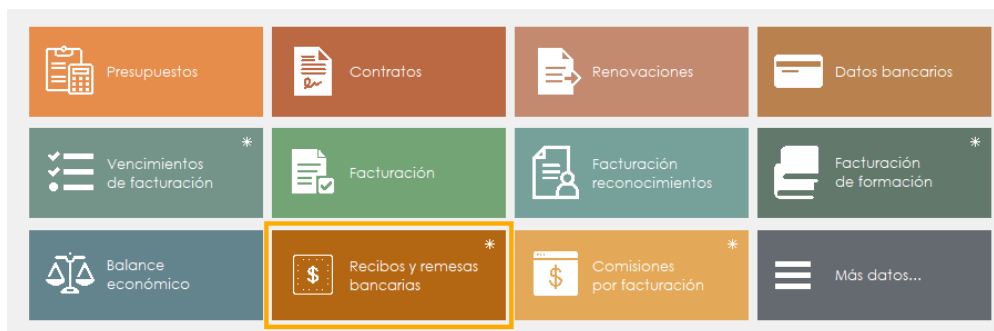 Presupuestos
Contratos
Renovaciones
Datos bancarios
Vencimientos
de facturación
*
Facturación
Facturación
reconocimientos
Facturación
de formación
*
Balance
económico
$
Recibos y remesas
bancarias
*
$
Comisiones
por facturación
*
Más datos...